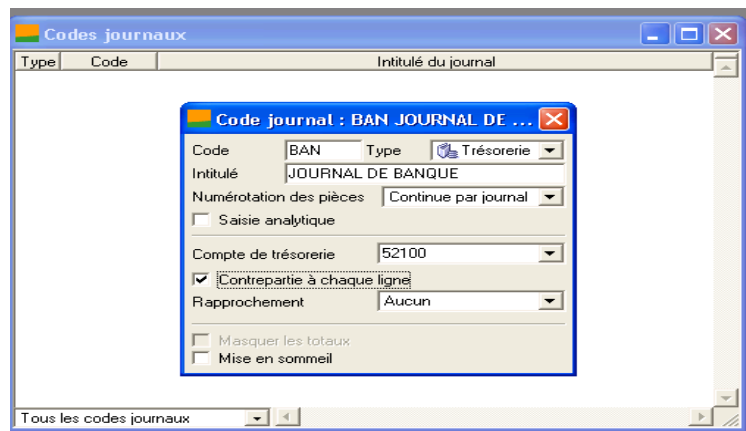 Codes journaux
Type Code Intitulé du journal
Code journal : BAN JOURNAL DE ...
Code BAN Type Trésorerie
Intitulé JOURNAL DE BANQUE
Numérotation des pièces Continue par journal
Saisie analytique
Compte de trésorerie 52100
Contrepartie à chaque ligne
Rapprochement Aucun
Masquer les totaux
Mise en sommeil
Tous les codes journaux